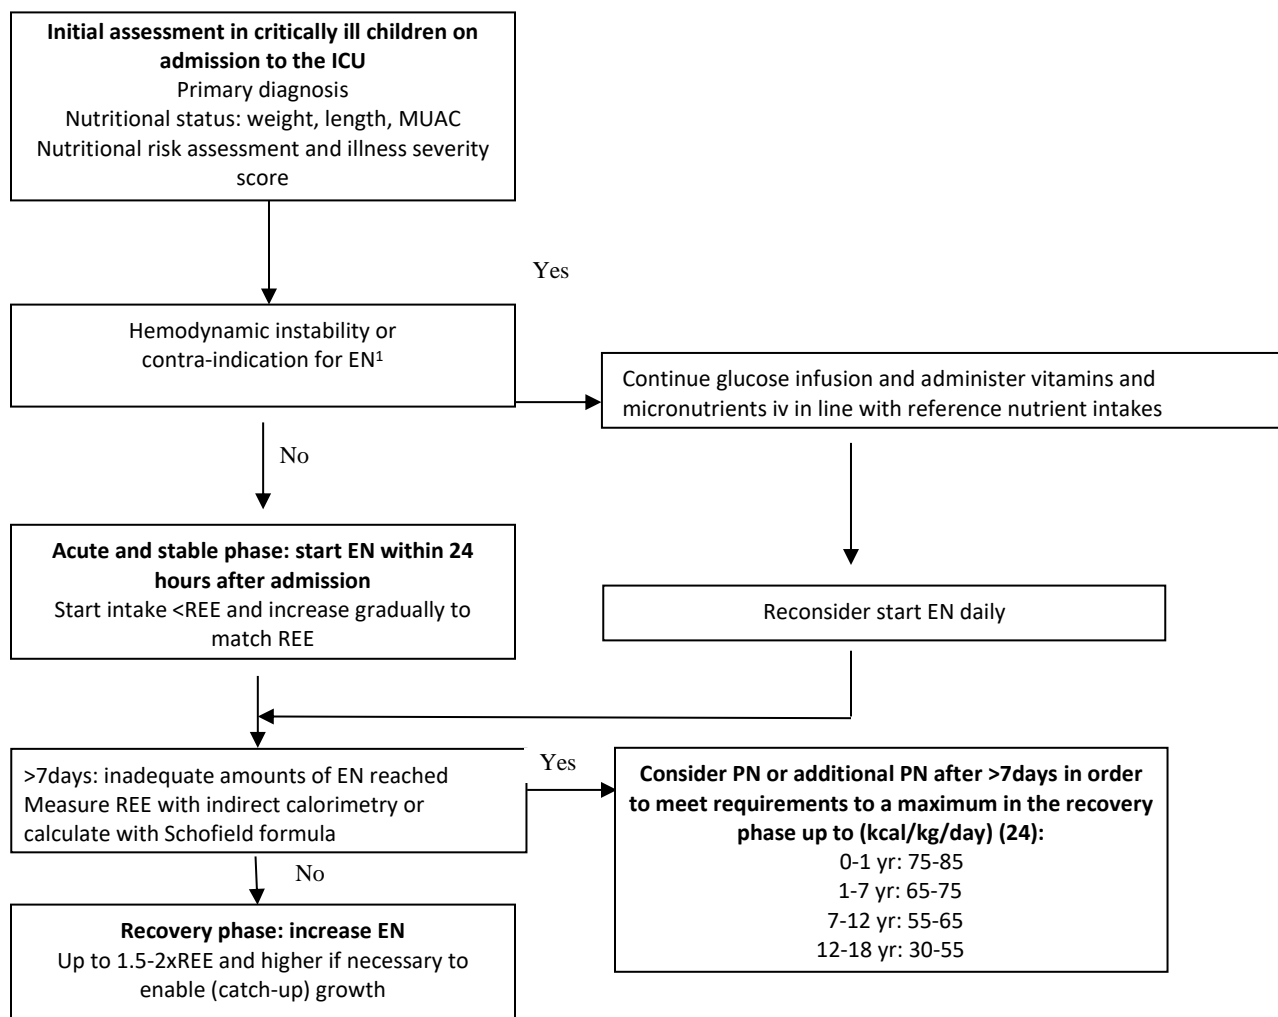 Initial assessment in critically ill children on
admission to the ICU
Primary diagnosis
Nutritional status: weight, length, MUAC
Nutritional risk assessment and illness severity
score
Yes
Hemodynamic instability or
contra-indication for EN¹
Continue glucose infusion and administer vitamins and
micronutrients iv in line with reference nutrient intakes
No
Acute and stable phase: start EN within 24
hours after admission
Start intake <REE and increase gradually to
match REE
Reconsider start EN daily
>7days: inadequate amounts of EN reached
Measure REE with indirect calorimetry or
calculate with Schofield formula
Yes
Consider PN or additional PN after >7days in order
to meet requirements to a maximum in the recovery
phase up to (kcal/kg/day) (24):
0-1 yr: 75-85
1-7 yr: 65-75
7-12 yr: 55-65
12-18 yr: 30-55
No
Recovery phase: increase EN
Up to 1.5-2xREE and higher if necessary to
enable (catch-up) growth